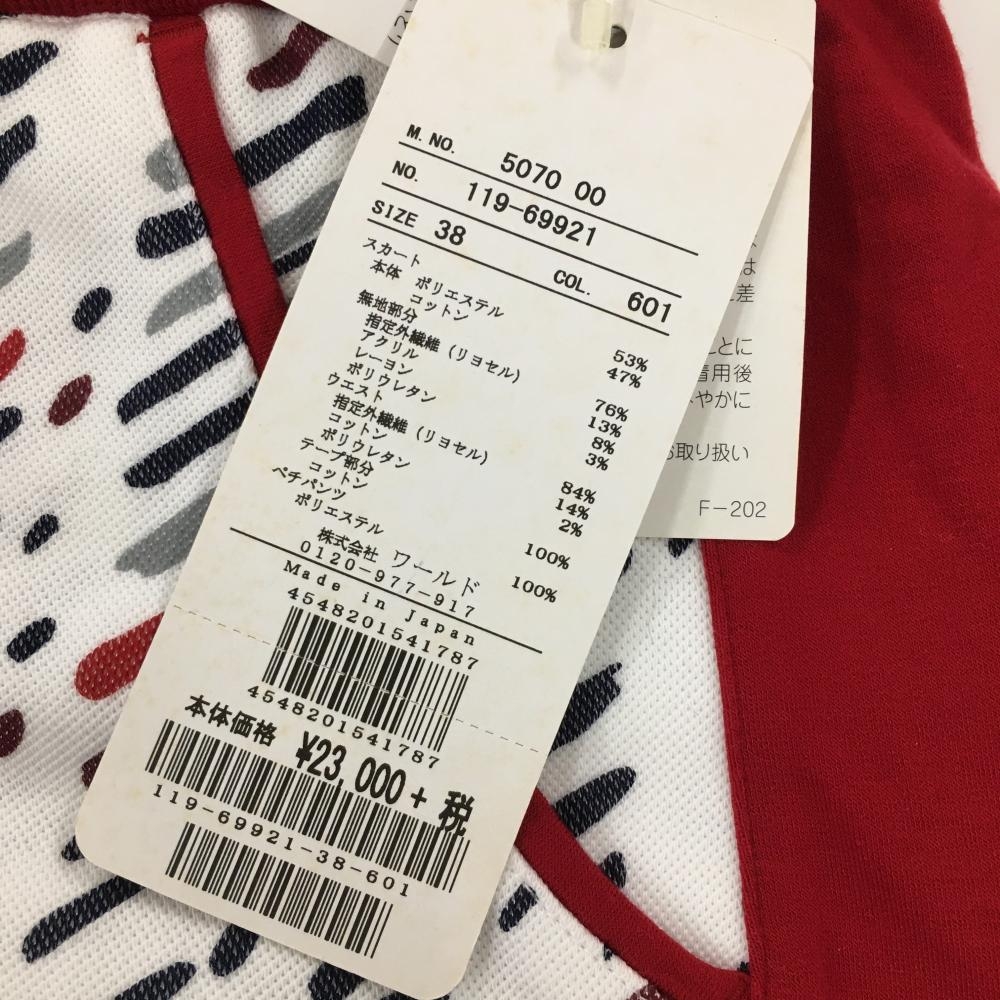 M. NO. 5070 00
NO. 119-69921
SIZE 38 COL. 601
スカート
本体 ポリエステル 53%
コットン 47%
無地部分
指定外繊維(リヨセル) 76%
アクリル 13%
レーヨン 8%
ポリウレタン 3%
ウエスト
指定外繊維(リヨセル) 84%
コットン 14%
ポリウレタン 2%
テープ部分
コットン 100%
ペチパンツ
ポリエステル 100%
株式会社 ワールド
0120-977-917
Made in Japan
4548201541787
4548201541787
本体価格 ¥23,000+税
119-69921-38-601
は
差
ことに
着用後
やかに
取り扱い
F-202